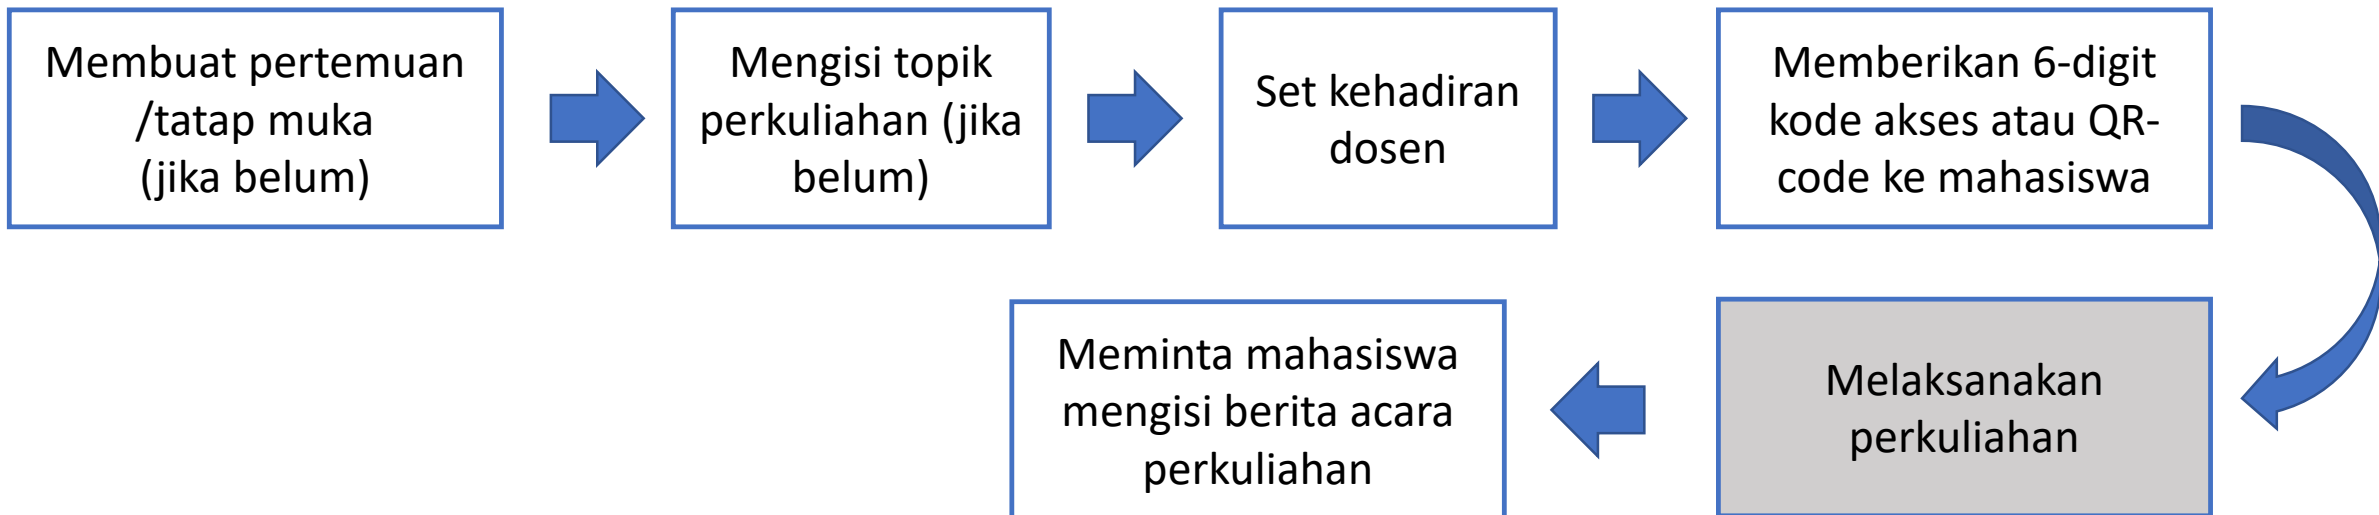 Membuat pertemuan
/tatap muka
(jika belum)
Mengisi topik
perkuliahan (jika
belum)
Set kehadiran
dosen
Memberikan 6-digit
kode akses atau QR-
code ke mahasiswa
Melaksanakan
perkuliahan
Meminta mahasiswa
mengisi berita acara
perkuliahan